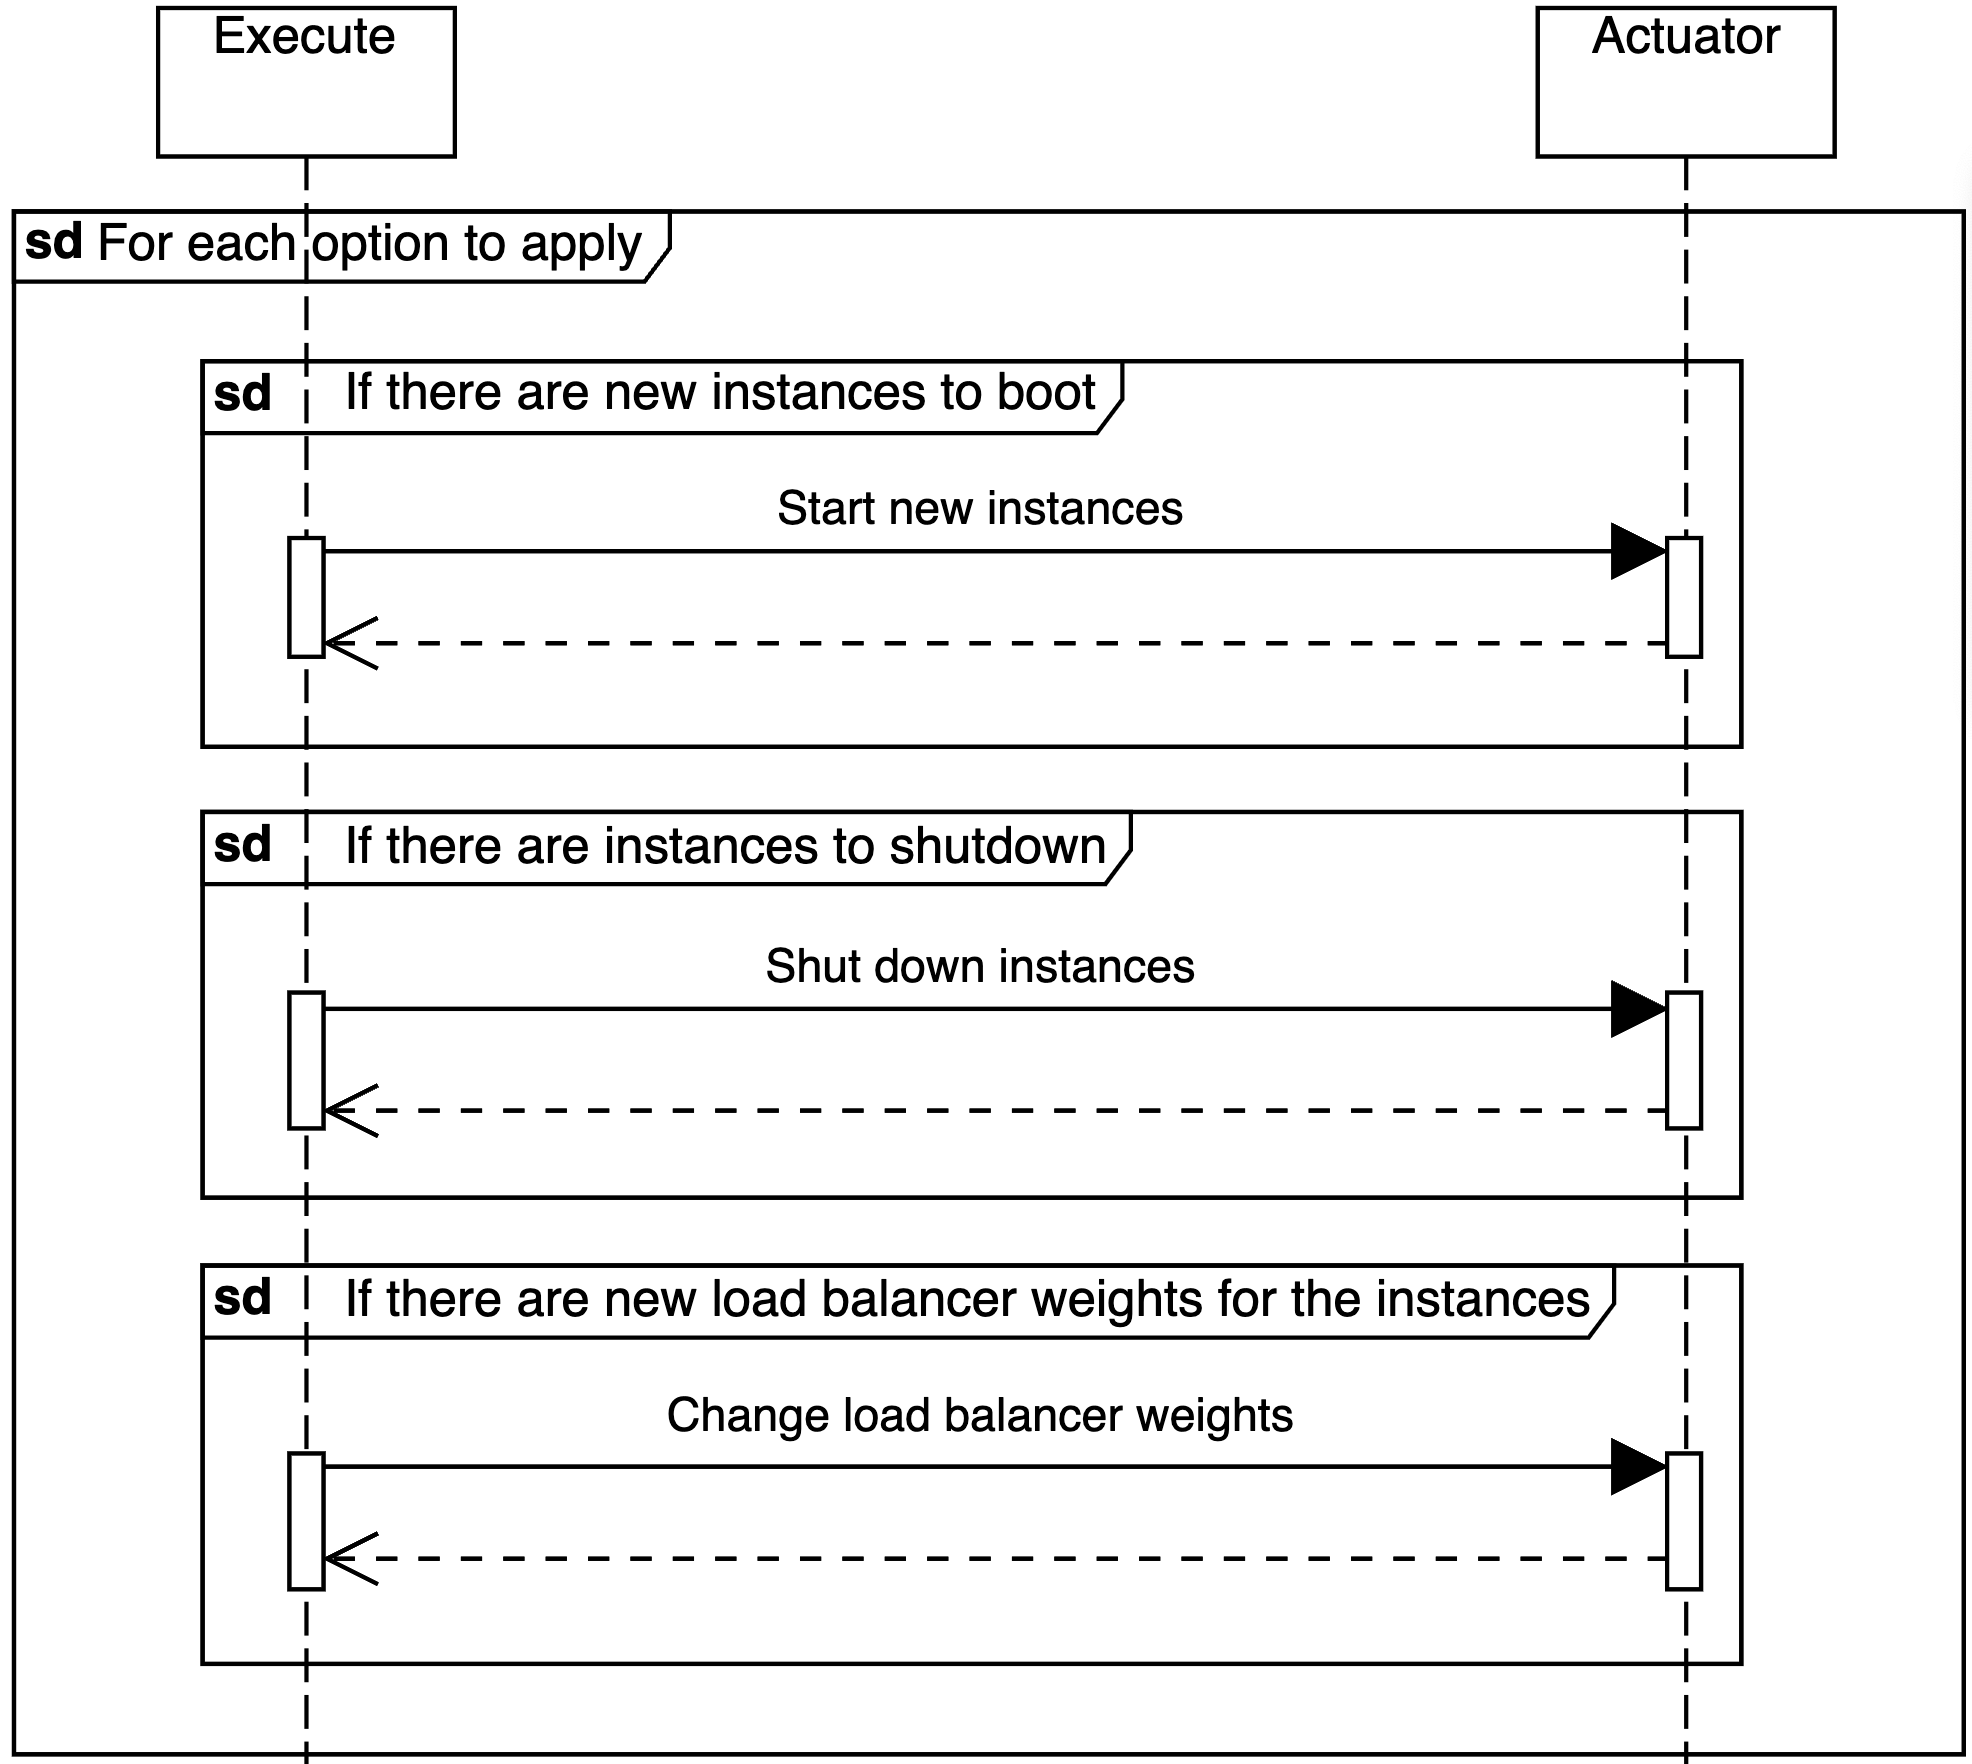 Execute
Actuator
sd For each option to apply
sd If there are new instances to boot
Start new instances
sd If there are instances to shutdown
Shut down instances
sd If there are new load balancer weights for the instances
Change load balancer weights